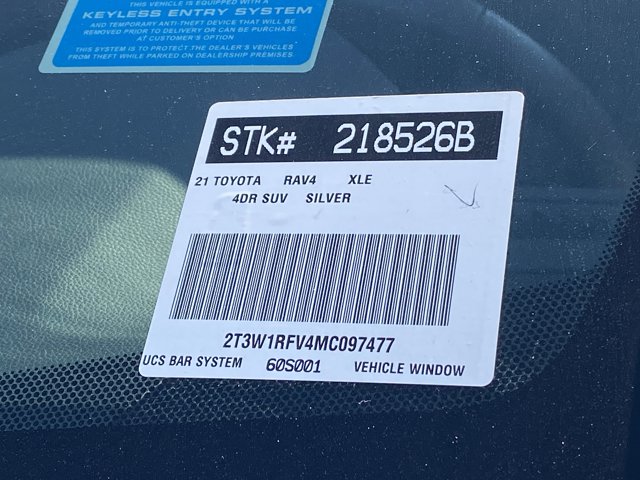 THIS VEHICLE IS EQUIPPED WITH A
KEYLESS ENTRY SYSTEM
AND TEMPORARY ANTI-THEFT DEVICE THAT WILL BE
REMOVED PRIOR TO DELIVERY OR CAN BE PURCHASE
AT CUSTOMER'S OPTION
THIS SYSTEM IS TO PROTECT THE DEALER'S VEHICLES
FROM THEFT WHILE PARKED ON DEALERSHIP PREMISES.
STK# 218526B
21 TOYOTA RAV4 XLE
4DR SUV SILVER
2T3W1RFV4MC097477
UCS BAR SYSTEM 60S001 VEHICLE WINDOW